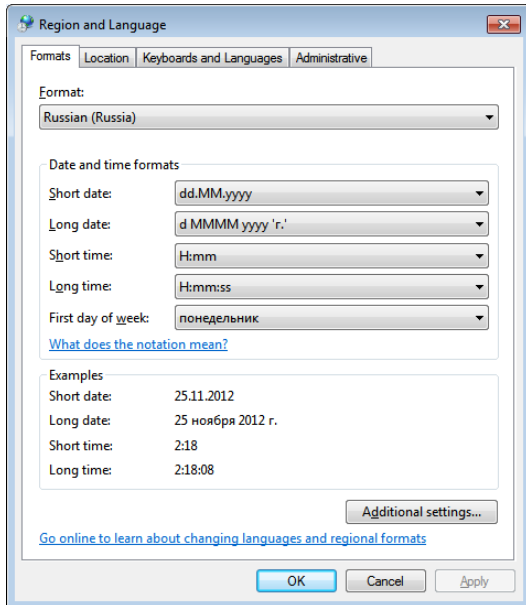 Region and Language
Formats Location Keyboards and Languages Administrative
Format:
Russian (Russia)
Date and time formats
Short date: dd.MM.yyyy
Long date: d MMMM yyyy 'г.'
Short time: H:mm
Long time: H:mm:ss
First day of week: понедельник
What does the notation mean?
Examples
Short date: 25.11.2012
Long date: 25 ноября 2012 г.
Short time: 2:18
Long time: 2:18:08
Additional settings...
Go online to learn about changing languages and regional formats
OK Cancel Apply